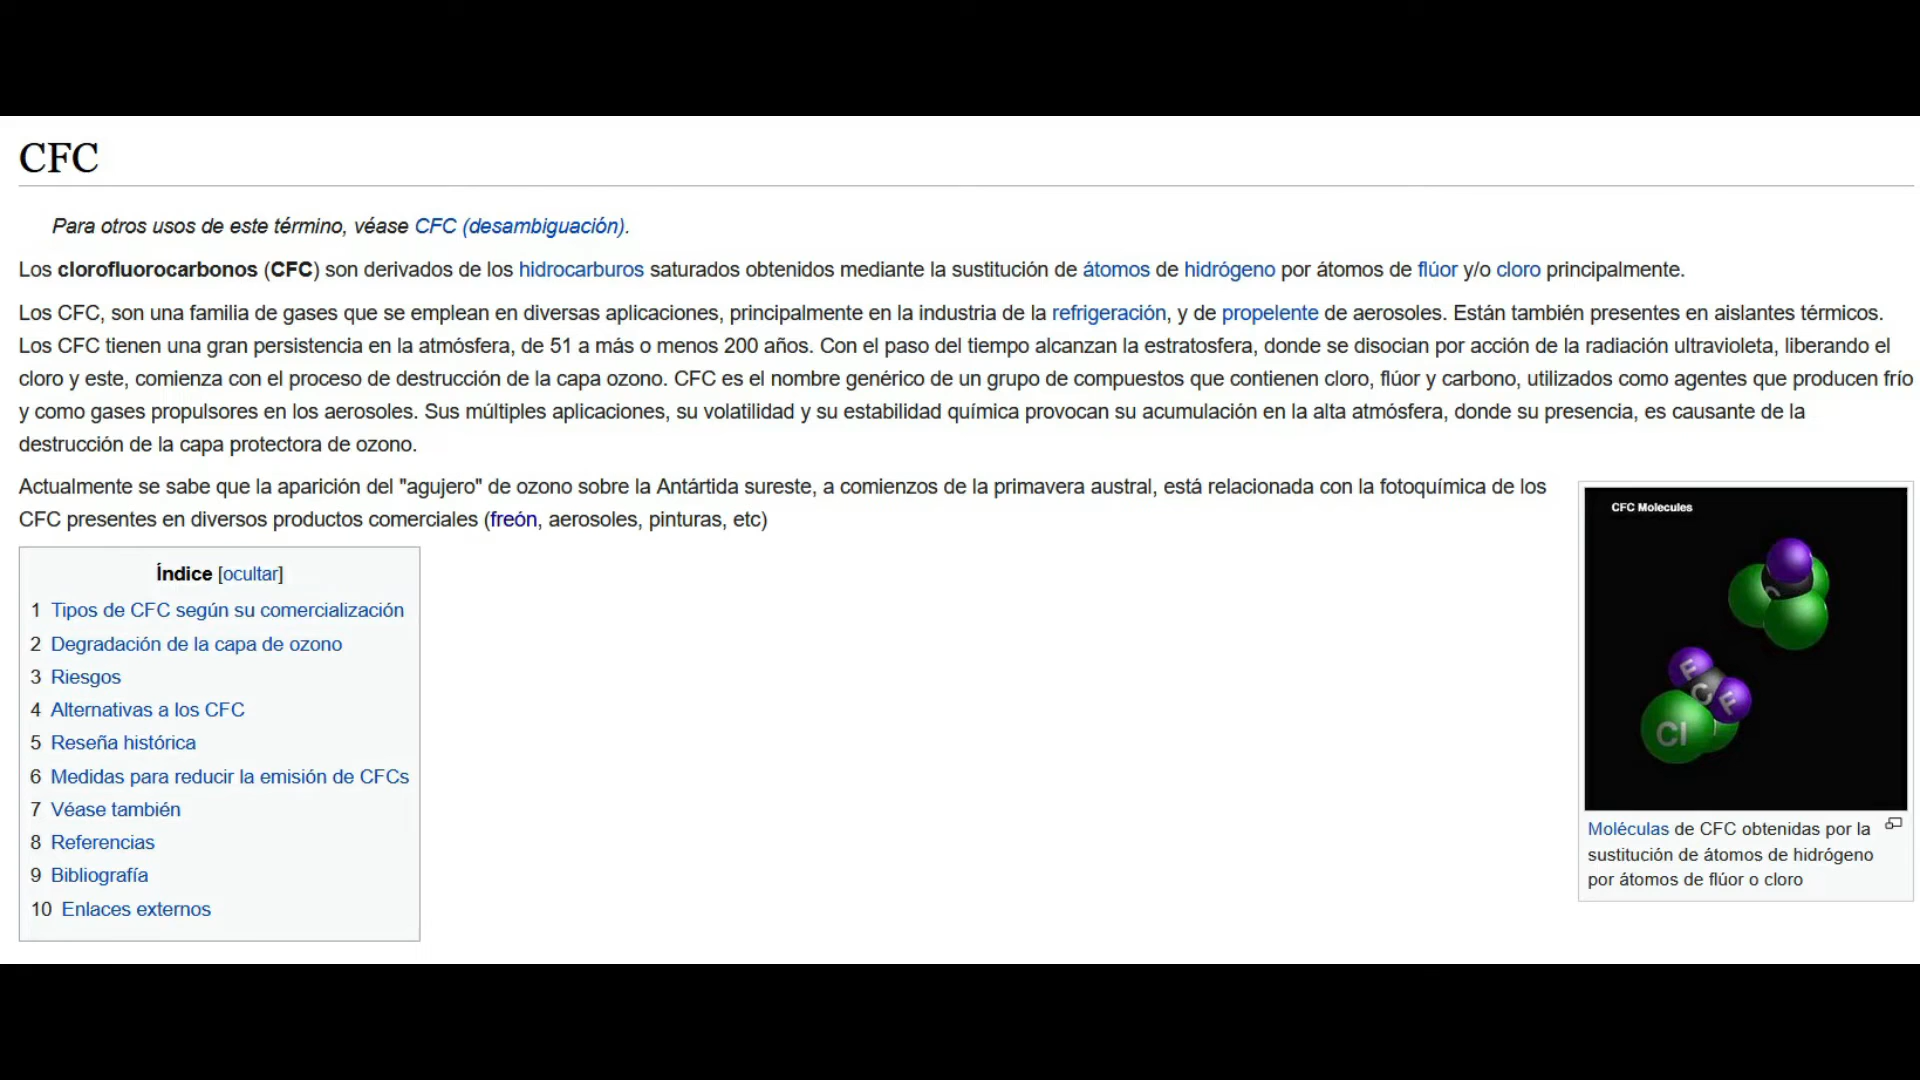 CFC
Para otros usos de este término, véase CFC (desambiguación).
Los clorofluorocarbonos (CFC) son derivados de los hidrocarburos saturados obtenidos mediante la sustitución de átomos de hidrógeno por átomos de flúor y/o cloro principalmente.
Los CFC, son una familia de gases que se emplean en diversas aplicaciones, principalmente en la industria de la refrigeración, y de propelente de aerosoles. Están también presentes en aislantes térmicos.
Los CFC tienen una gran persistencia en la atmósfera, de 51 a más o menos 200 años. Con el paso del tiempo alcanzan la estratosfera, donde se disocian por acción de la radiación ultravioleta, liberando el
cloro y este, comienza con el proceso de destrucción de la capa ozono. CFC es el nombre genérico de un grupo de compuestos que contienen cloro, flúor y carbono, utilizados como agentes que producen frío
y como gases propulsores en los aerosoles. Sus múltiples aplicaciones, su volatilidad y su estabilidad química provocan su acumulación en la alta atmósfera, donde su presencia, es causante de la
destrucción de la capa protectora de ozono.
Actualmente se sabe que la aparición del "agujero" de ozono sobre la Antártida sureste, a comienzos de la primavera austral, está relacionada con la fotoquímica de los
CFC presentes en diversos productos comerciales (freón, aerosoles, pinturas, etc)
Índice [ocultar]
1 Tipos de CFC según su comercialización
2 Degradación de la capa de ozono
3 Riesgos
4 Alternativas a los CFC
5 Reseña histórica
6 Medidas para reducir la emisión de CFCs
7 Véase también
8 Referencias
9 Bibliografía
10 Enlaces externos
CFC Molecules
C
F
C
F
Cl
Moléculas de CFC obtenidas por la
sustitución de átomos de hidrógeno
por átomos de flúor o cloro